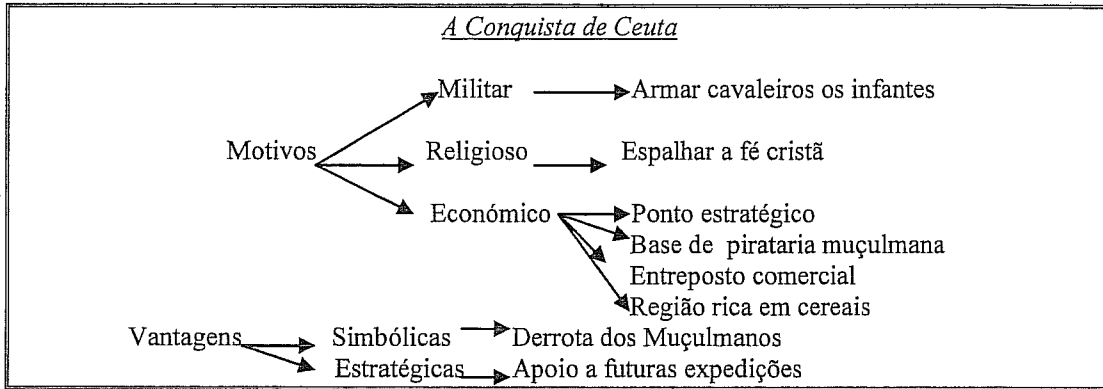 A Conquista de Ceuta
Militar Armar cavaleiros os infantes
Motivos Religioso Espalhar a fé cristã
Económico Ponto estratégico
Base de pirataria muçulmana
Entreposto comercial
Região rica em cereais
Vantagens Simbólicas Derrota dos Muçulmanos
Estratégicas Apoio a futuras expedições